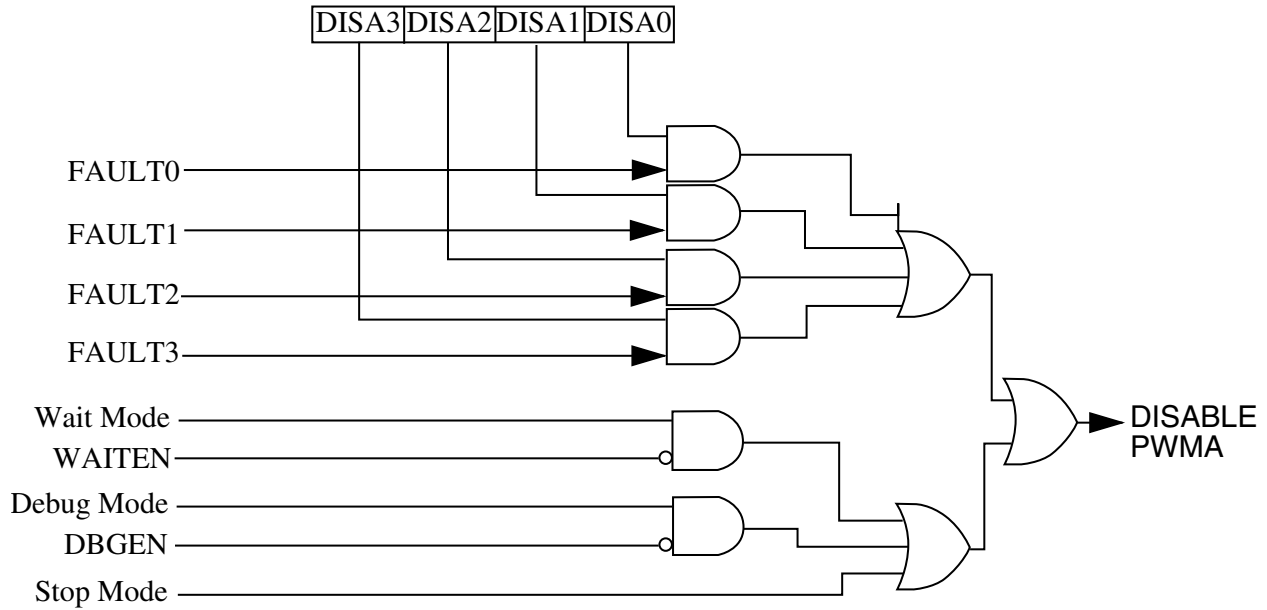 DISA3 DISA2 DISA1 DISA0
FAULT0
FAULT1
FAULT2
FAULT3
Wait Mode
WAITEN
Debug Mode
DBGEN
Stop Mode
DISABLE
PWMA